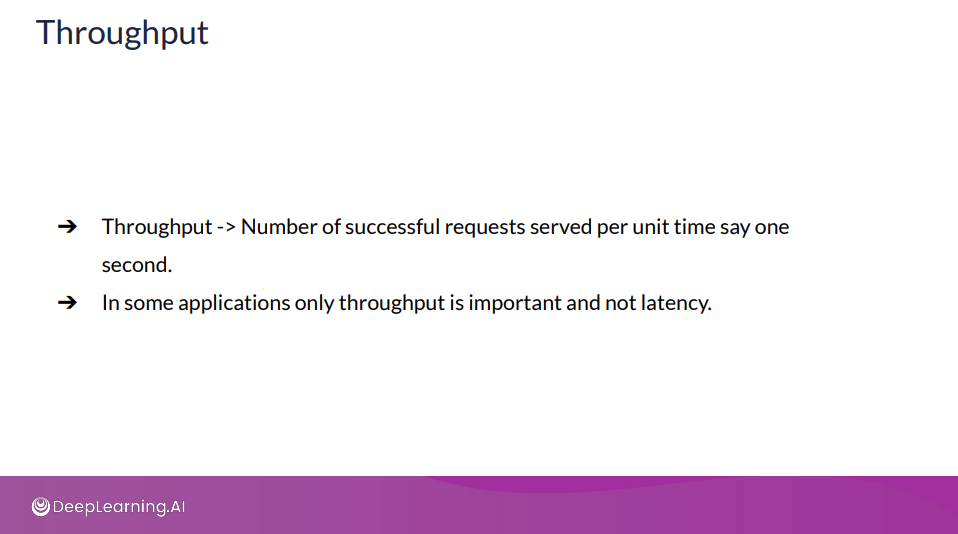 Throughput
➔ Throughput -> Number of successful requests served per unit time say one
second.
➔ In some applications only throughput is important and not latency.
DeepLearning.AI